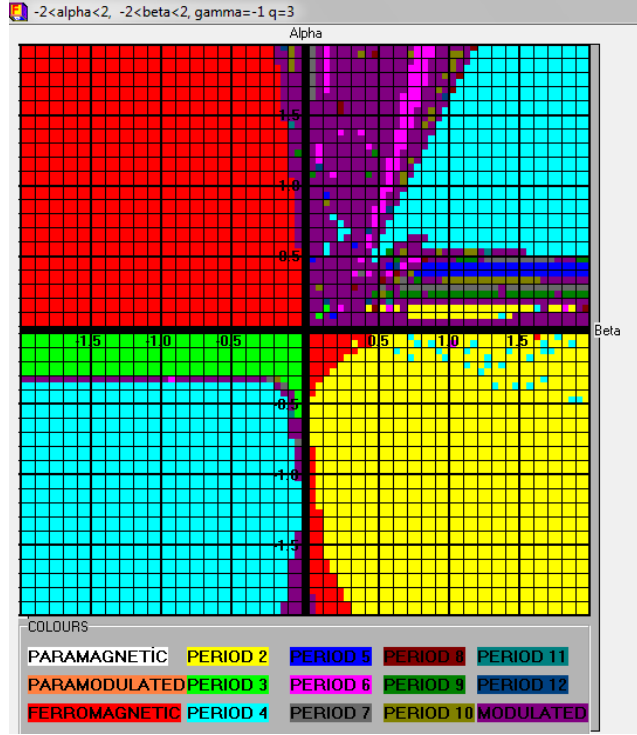 -2<alpha<2, -2<beta<2, gamma=-1 q=3
Alpha
1.5
1.0
0.5
Beta
-1.5 -1.0 -0.5 0.5 1.0 1.5
-0.5
-1.0
-1.5
COLOURS
PARAMAGNETİC PERIOD 2 PERIOD 5 PERIOD 8 PERIOD 11
PARAMODULATED PERIOD 3 PERIOD 6 PERIOD 9 PERIOD 12
FERROMAGNETIC PERIOD 4 PERIOD 7 PERIOD 10 MODULATED